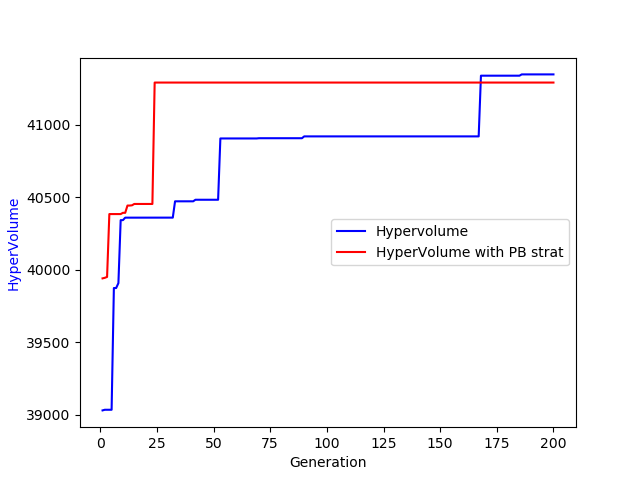 HyperVolume
41000
40500
40000
39500
39000
Hypervolume
HyperVolume with PB strat
0 25 50 75 100 125 150 175 200
Generation